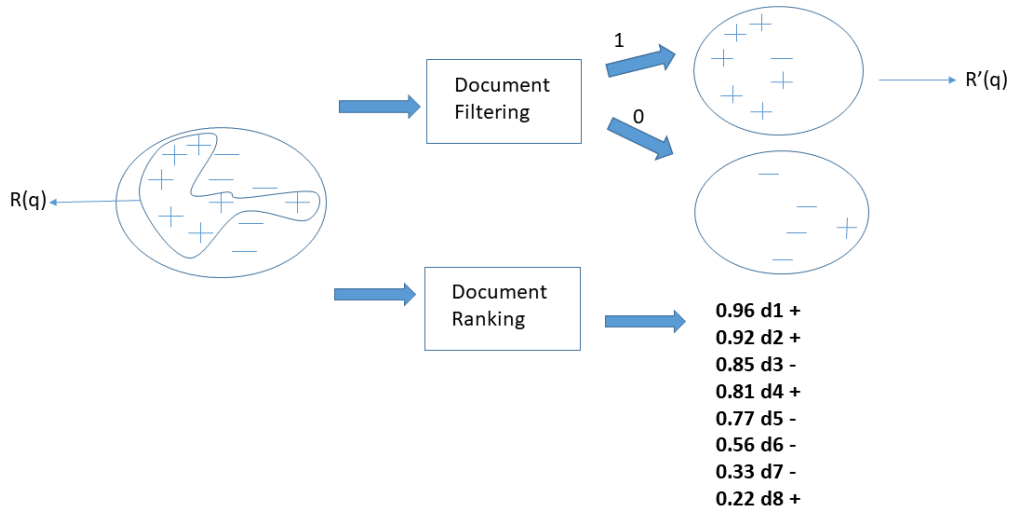 1
Document
Filtering
R’(q)
0
R(q)
Document
Ranking
0.96 d1 +
0.92 d2 +
0.85 d3 -
0.81 d4 +
0.77 d5 -
0.56 d6 -
0.33 d7 -
0.22 d8 +